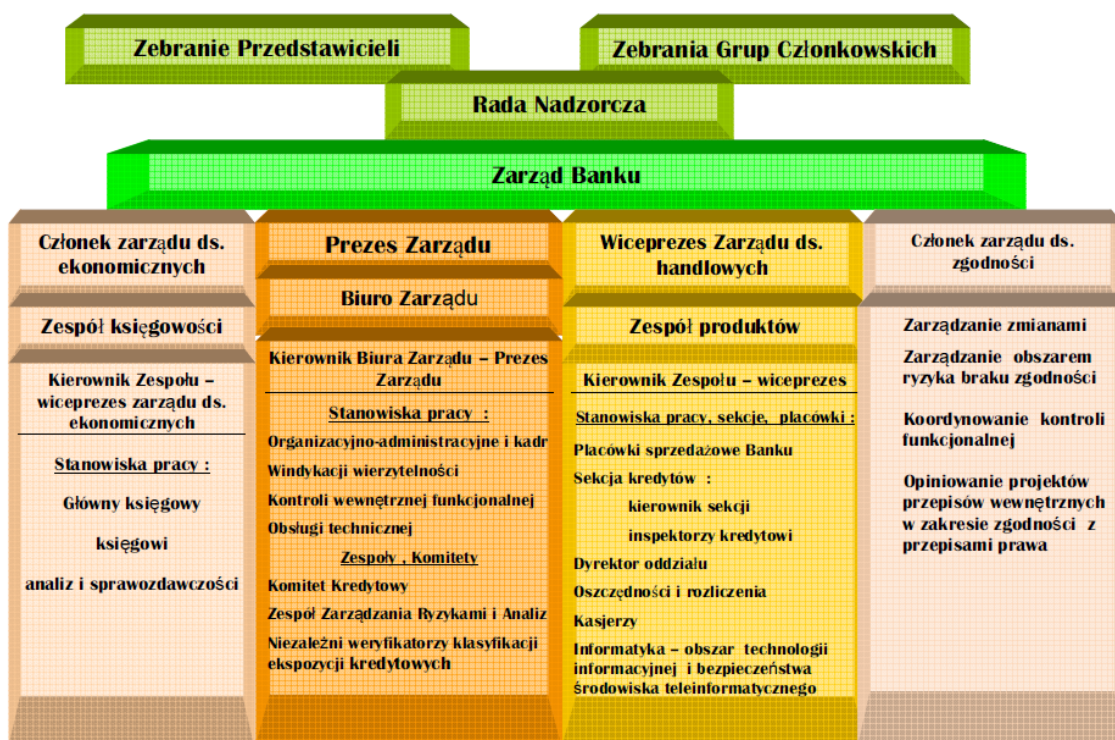 Zebranie Przedstawicieli
Zebrania Grup Członkowskich
Rada Nadzorcza
Zarząd Banku
Członek zarządu ds.
ekonomicznych
Zespół księgowości
Kierownik Zespołu –
wiceprezes zarządu ds.
ekonomicznych
Stanowiska pracy :
Główny księgowy
księgowi
analiz i sprawozdawczości
Prezes Zarządu
Biuro Zarządu
Kierownik Biura Zarządu – Prezes
Zarządu
Stanowiska pracy :
Organizacyjno-administracyjne i kadr
Windykacji wierzytelności
Kontroli wewnętrznej funkcjonalnej
Obsługi technicznej
Zespoły , Komitety
Komitet Kredytowy
Zespół Zarządzania Ryzykami i Analiz
Niezależni weryfikatorzy klasyfikacji
ekspozycji kredytowych
Wiceprezes Zarządu ds.
handlowych
Zespół produktów
Kierownik Zespołu – wiceprezes
Stanowiska pracy, sekcje, placówki :
Placówki sprzedażowe Banku
Sekcja kredytów :
kierownik sekcji
inspektorzy kredytowi
Dyrektor oddziału
Oszczędności i rozliczenia
Kasjerzy
Informatyka – obszar technologii
informacyjnej i bezpieczeństwa
środowiska teleinformatycznego
Członek zarządu ds.
zgodności
Zarządzanie zmianami
Zarządzanie obszarem
ryzyka braku zgodności
Koordynowanie kontroli
funkcjonalnej
Opiniowanie projektów
przepisów wewnętrznych
w zakresie zgodności z
przepisami prawa